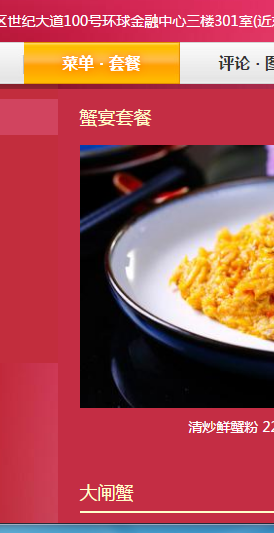 区世纪大道100号环球金融中心三楼301室(近
菜单 · 套餐
评论 · 图
蟹宴套餐
清炒鲜蟹粉 22
大闸蟹